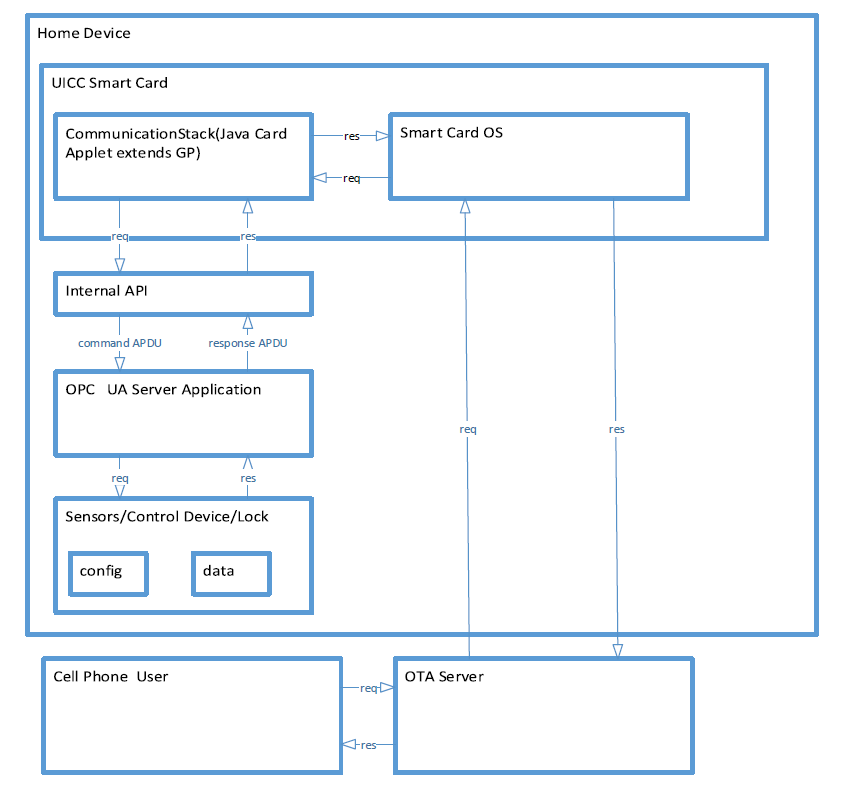 Home Device
UICC Smart Card
CommunicationStack(Java Card
Applet extends GP)
res
Smart Card OS
req
req
res
Internal API
command APDU
response APDU
OPC UA Server Application
req
res
req
res
Sensors/Control Device/Lock
config
data
Cell Phone User
OTA Server
req
res